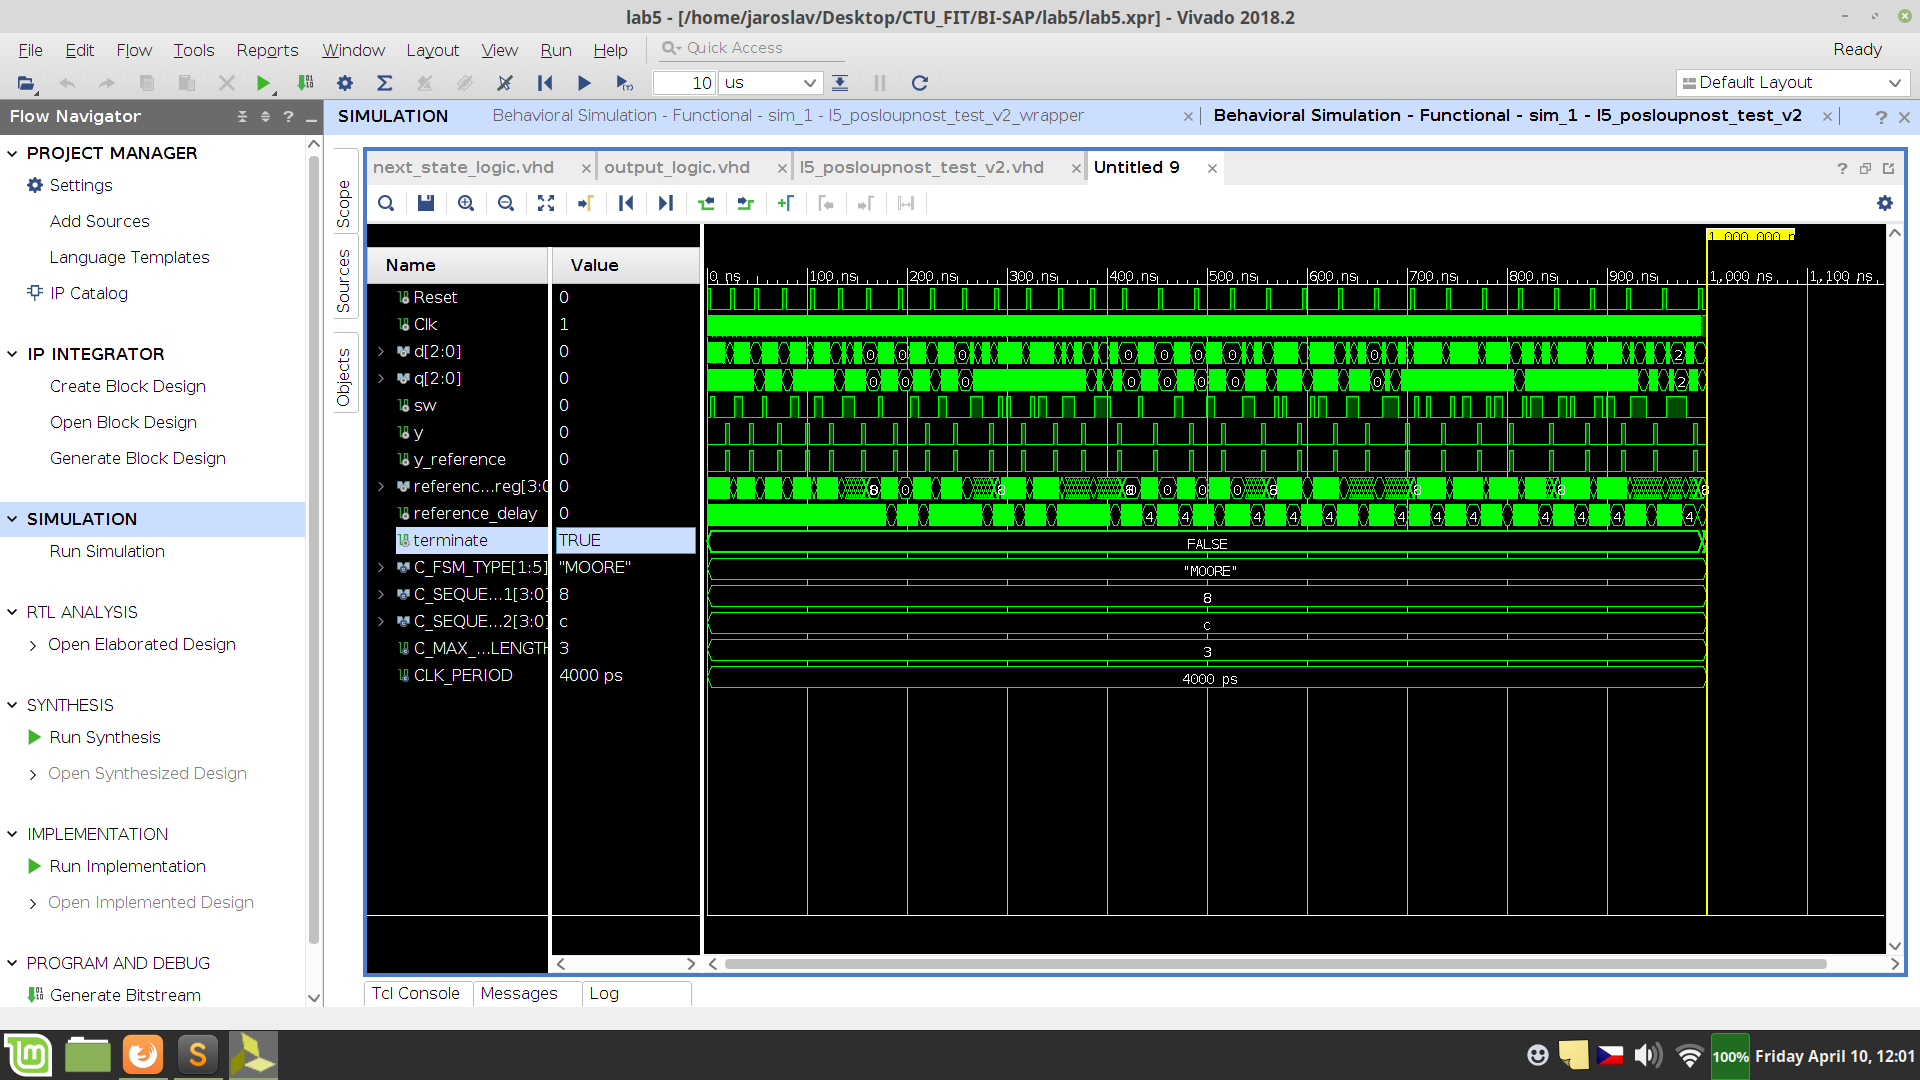 lab5 - [/home/jaroslav/Desktop/CTU_FIT/BI-SAP/lab5/lab5.xpr] - Vivado 2018.2
File Edit Flow Tools Reports Window Layout View Run Help Quick Access Ready
10 us Default Layout
Flow Navigator
SIMULATION Behavioral Simulation - Functional - sim_1 - l5_posloupnost_test_v2_wrapper Behavioral Simulation - Functional - sim_1 - l5_posloupnost_test_v2
PROJECT MANAGER
Settings
Add Sources
Language Templates
IP Catalog
IP INTEGRATOR
Create Block Design
Open Block Design
Generate Block Design
SIMULATION
Run Simulation
RTL ANALYSIS
Open Elaborated Design
SYNTHESIS
Run Synthesis
Open Synthesized Design
IMPLEMENTATION
Run Implementation
Open Implemented Design
PROGRAM AND DEBUG
Generate Bitstream
Scope
Sources
Objects
next_state_logic.vhd output_logic.vhd l5_posloupnost_test_v2.vhd Untitled 9
1,000.000 n
Name Value
0 ns 100 ns 200 ns 300 ns 400 ns 500 ns 600 ns 700 ns 800 ns 900 ns 1,000 ns 1,100 ns
Reset 0
Clk 1
d[2:0] 0 0 0 0 0 0 0 0 0 2
q[2:0] 0 0 0 0 0 0 0 0 0 2
sw 0
y 0
y_reference 0
referenc...reg[3:0 0 8 0 8 8 0 0 0 8 8 8 8
reference_delay 0 4 4 4 4 4 4 4 4 4 4 4 4
terminate TRUE FALSE
C_FSM_TYPE[1:5] "MOORE" "MOORE"
C_SEQUE...1[3:0] 8 8
C_SEQUE...2[3:0] c c
C_MAX_...LENGTH 3 3
CLK_PERIOD 4000 ps 4000 ps
Tcl Console Messages Log
100% Friday April 10, 12:01